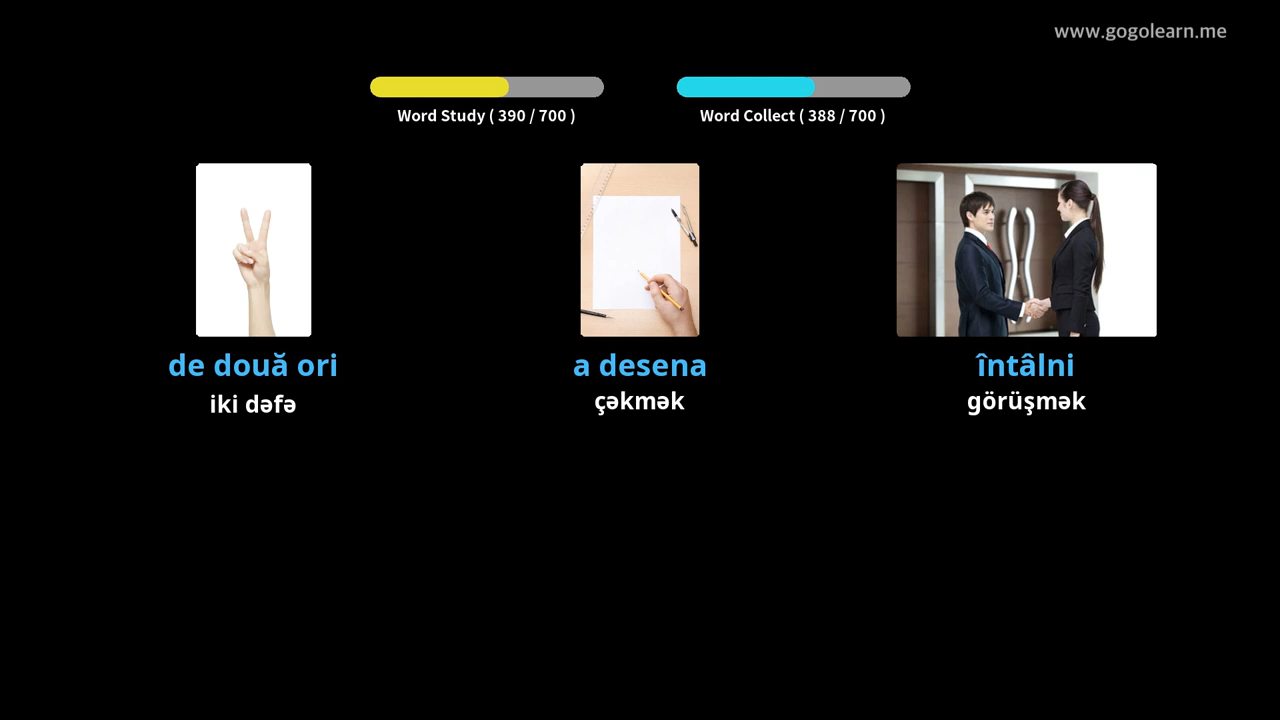 www.gogolearn.me
Word Study ( 390 / 700 )
Word Collect ( 388 / 700 )
de două ori
a desena
întâlni
iki dəfə
çəkmək
görüşmək